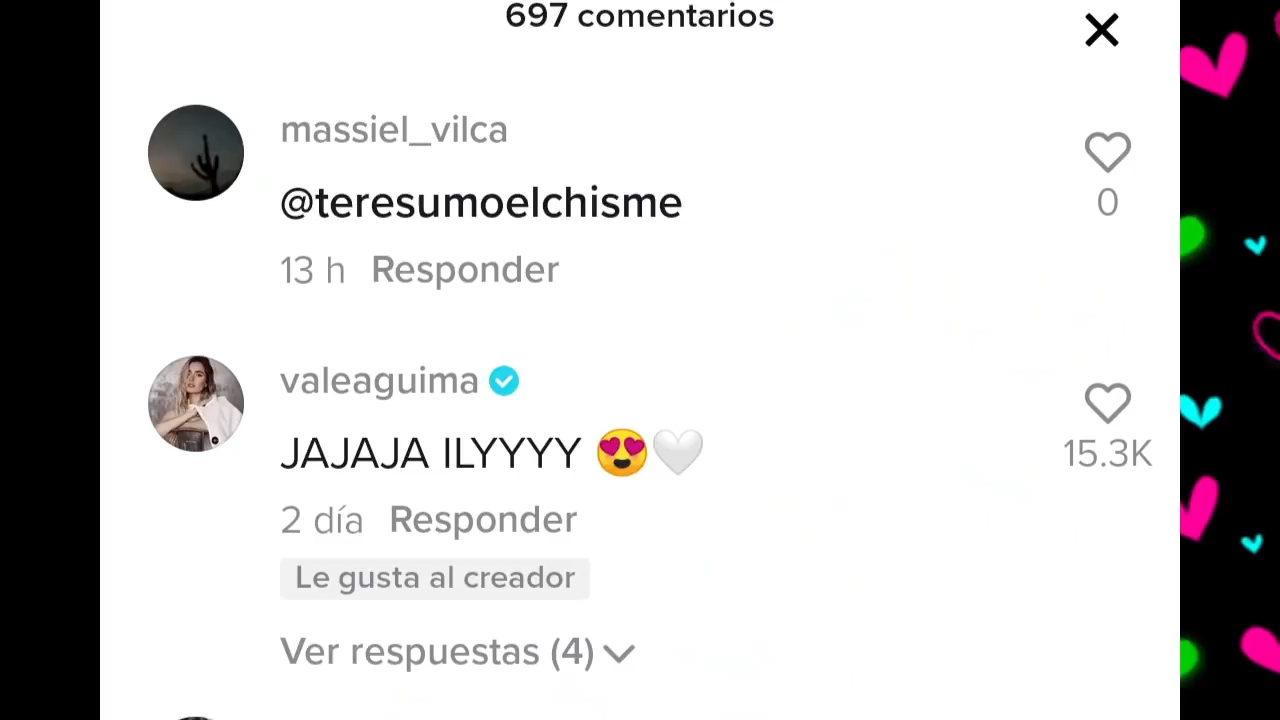 697 comentarios
massiel_vilca
@teresumoelchisme
0
13 h Responder
valeaguima
JAJAJA ILYYYY 😍🤍
15.3K
2 día Responder
Le gusta al creador
Ver respuestas (4)